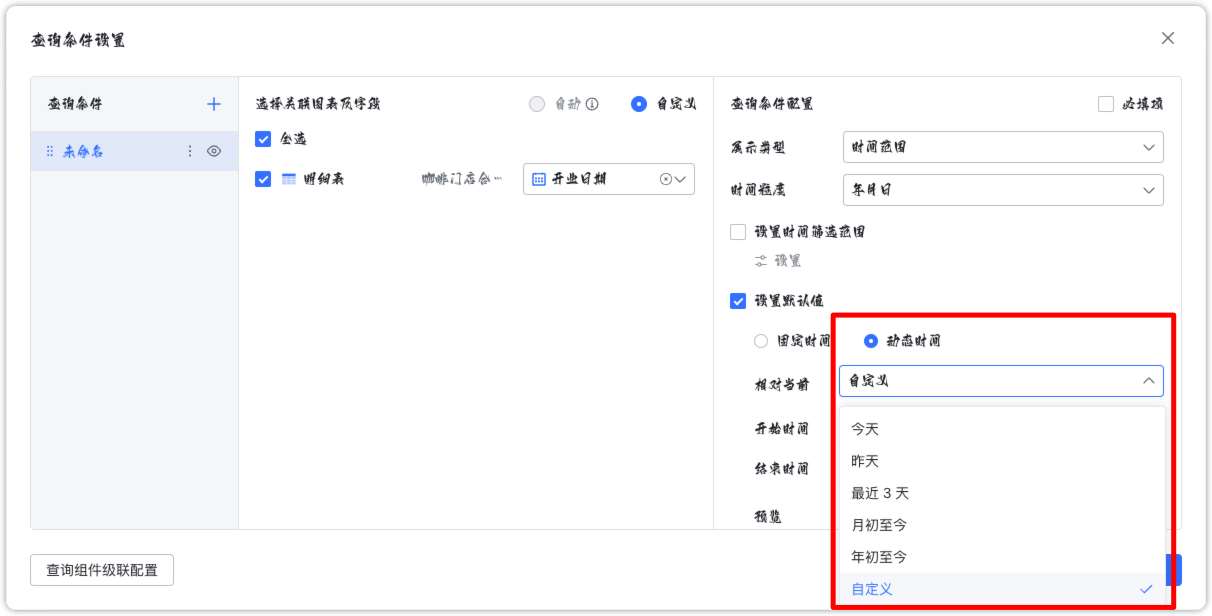 查询条件设置
查询条件
未命名
选择关联图表及字段 自动 自定义
全选
明细表 咖啡门店会… 开业日期
查询条件配置 必填项
展示类型 时间范围
时间粒度 年月日
设置时间筛选范围
设置
设置默认值
固定时间 动态时间
相对当前 自定义
开始时间
结束时间
预览
今天
昨天
最近 3 天
月初至今
年初至今
自定义
查询组件级联配置